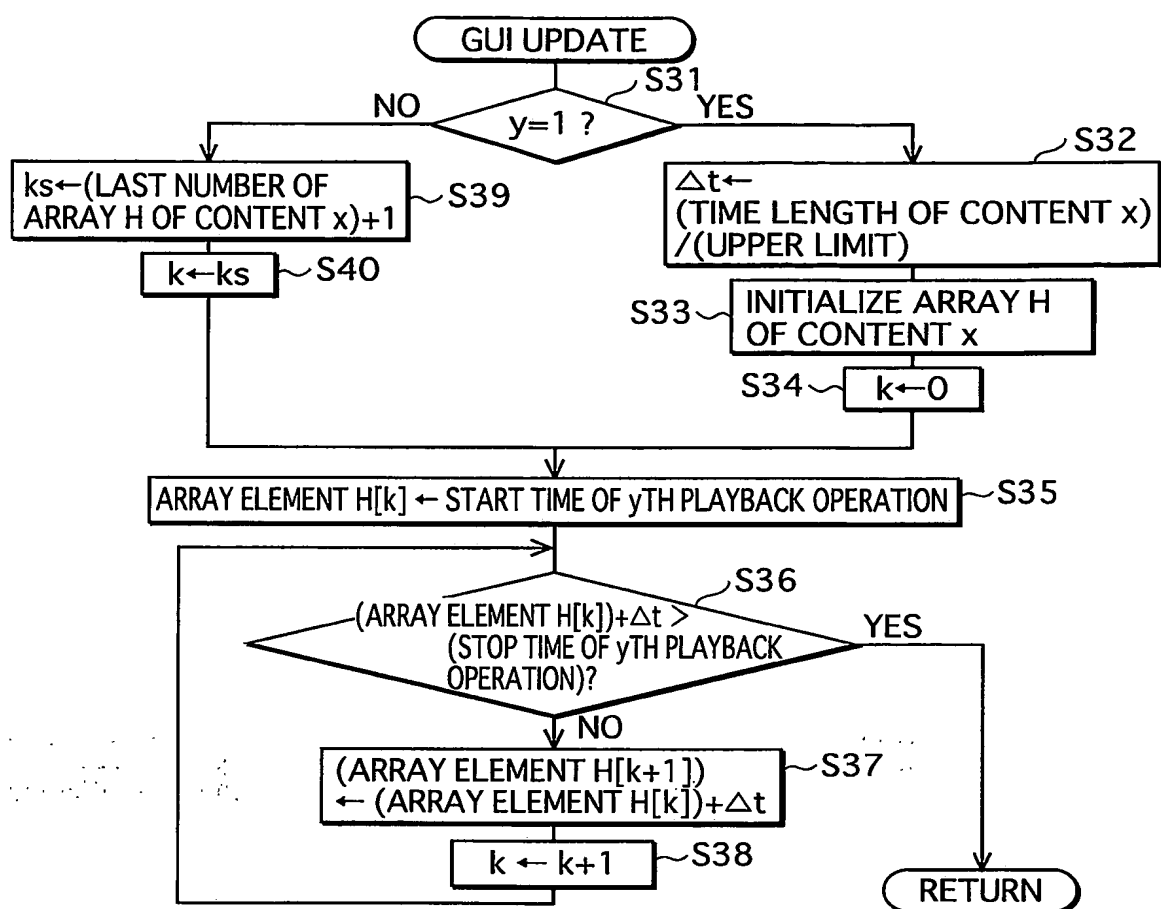 GUI UPDATE
S31
NO
YES
y=1 ?
S32
△t←
(TIME LENGTH OF CONTENT x)
/(UPPER LIMIT)
ks←(LAST NUMBER OF
ARRAY H OF CONTENT x)+1
S39
k←ks
S40
S33
INITIALIZE ARRAY H
OF CONTENT x
S34
k←0
ARRAY ELEMENT H[k] ← START TIME OF yTH PLAYBACK OPERATION
S35
S36
(ARRAY ELEMENT H[k])+△t >
(STOP TIME OF yTH PLAYBACK
OPERATION)?
YES
NO
(ARRAY ELEMENT H[k+1])
← (ARRAY ELEMENT H[k])+△t
S37
k ← k+1
S38
RETURN